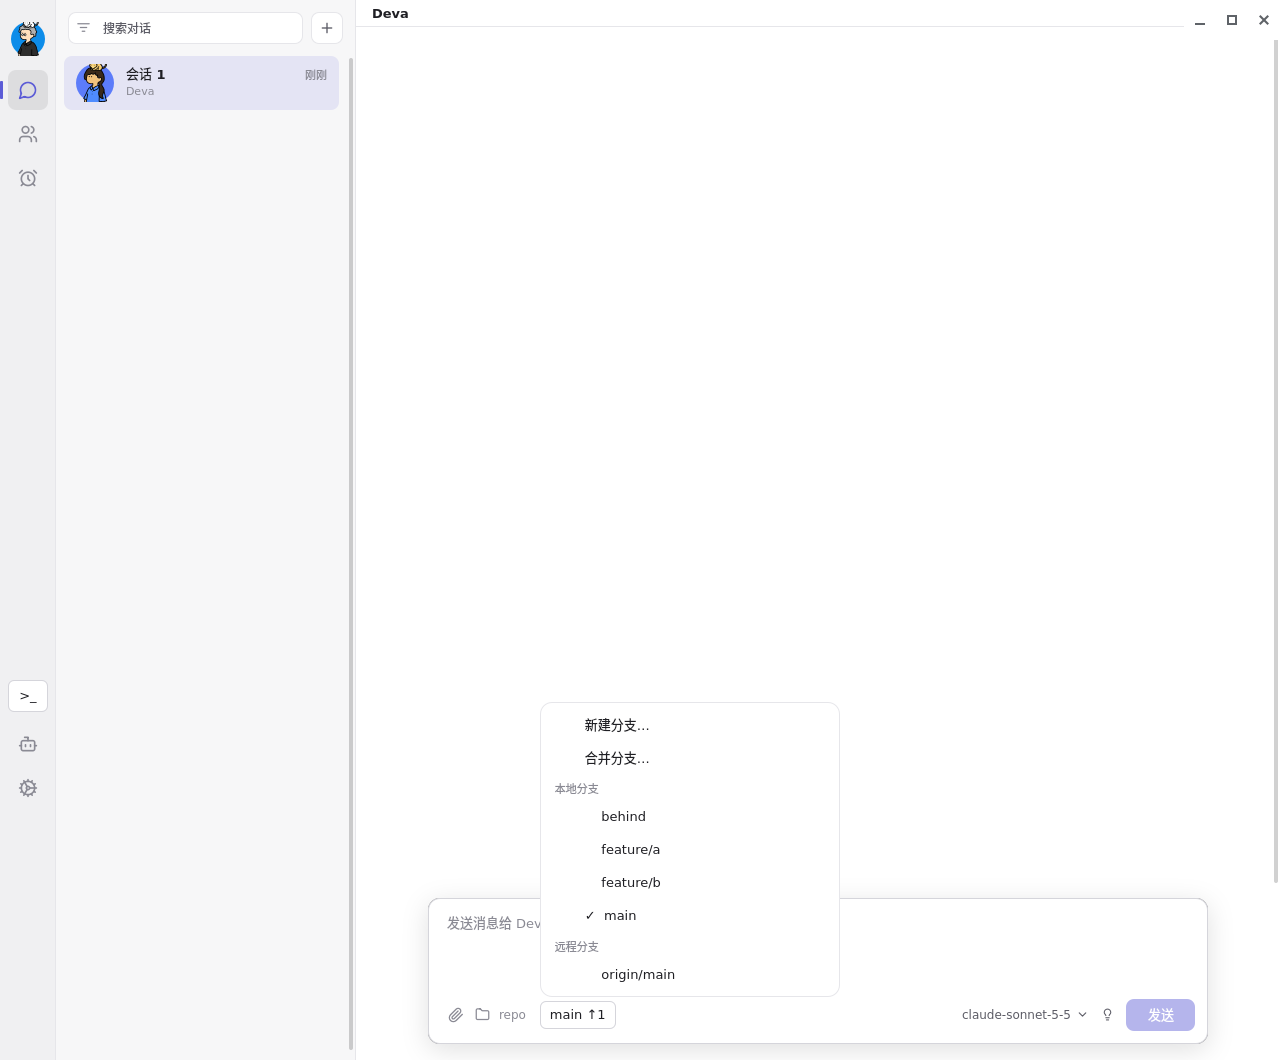 搜索对话
会话 1
刚刚
Deva
Deva
>_
新建分支...
合并分支...
本地分支
behind
feature/a
feature/b
✓ main
远程分支
origin/main
发送消息给 Dev
repo
main ↑1
claude-sonnet-5-5
发送